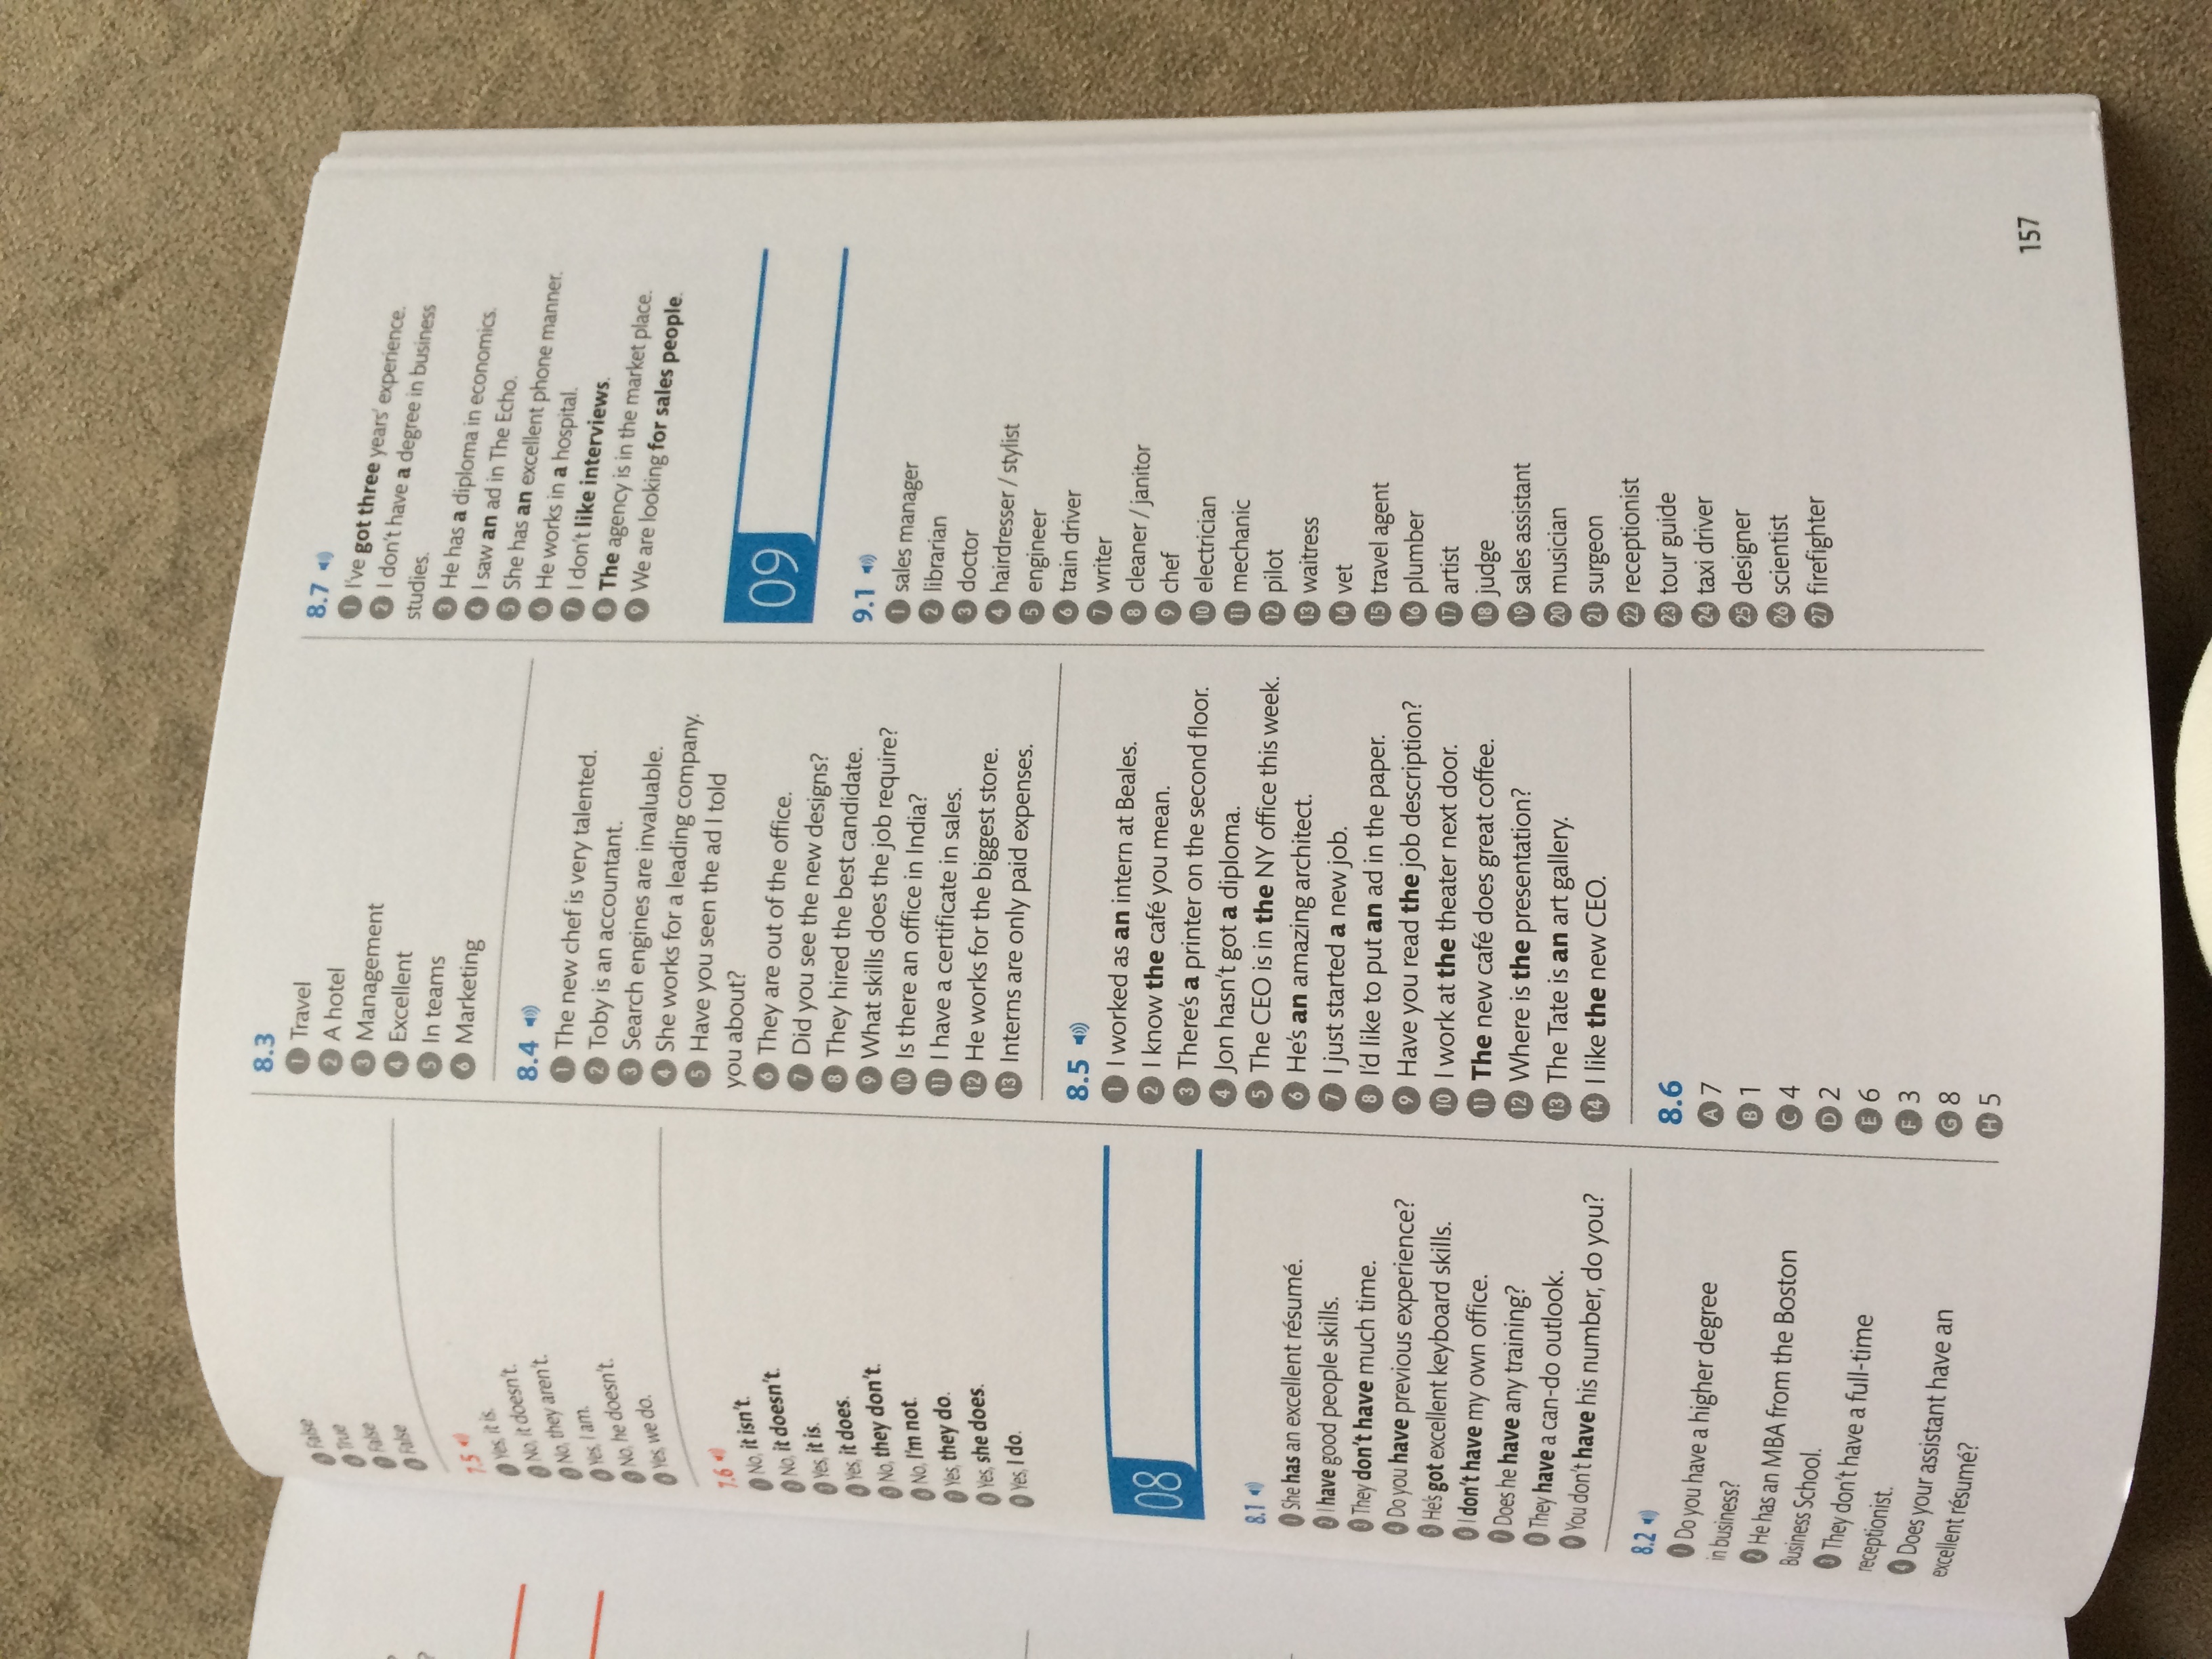 5 False
6 True
7 False
8 False
7.5
1 Yes, it is.
2 No, it doesn't.
3 No, they aren't.
4 Yes, I am.
5 No, he doesn't.
6 Yes, we do.
7.6
1 No, it isn't.
2 No, it doesn't.
3 Yes, it is.
4 Yes, it does.
5 No, they don't.
6 No, I'm not.
7 Yes, they do.
8 Yes, she does.
9 Yes, I do.
08
8.1
1 She has an excellent résumé.
2 I have good people skills.
3 They don't have much time.
4 Do you have previous experience?
5 He's got excellent keyboard skills.
6 I don't have my own office.
7 Does he have any training?
8 They have a can-do outlook.
9 You don't have his number, do you?
8.2
1 Do you have a higher degree
in business?
2 He has an MBA from the Boston
Business School.
3 They don't have a full-time
receptionist.
4 Does your assistant have an
excellent résumé?
8.3
1 Travel
2 A hotel
3 Management
4 Excellent
5 In teams
6 Marketing
8.4
1 The new chef is very talented.
2 Toby is an accountant.
3 Search engines are invaluable.
4 She works for a leading company.
5 Have you seen the ad I told
you about?
6 They are out of the office.
7 Did you see the new designs?
8 They hired the best candidate.
9 What skills does the job require?
10 Is there an office in India?
11 I have a certificate in sales.
12 He works for the biggest store.
13 Interns are only paid expenses.
8.5
1 I worked as an intern at Beales.
2 I know the café you mean.
3 There's a printer on the second floor.
4 Jon hasn't got a diploma.
5 The CEO is in the NY office this week.
6 He's an amazing architect.
7 I just started a new job.
8 I'd like to put an ad in the paper.
9 Have you read the job description?
10 I work at the theater next door.
11 The new café does great coffee.
12 Where is the presentation?
13 The Tate is an art gallery.
14 I like the new CEO.
8.6
A 7
B 1
C 4
D 2
E 6
F 3
G 8
H 5
8.7
1 I've got three years' experience.
2 I don't have a degree in business
studies.
3 He has a diploma in economics.
4 I saw an ad in The Echo.
5 She has an excellent phone manner.
6 He works in a hospital.
7 I don't like interviews.
8 The agency is in the market place.
9 We are looking for sales people.
09
9.1
1 sales manager
2 librarian
3 doctor
4 hairdresser / stylist
5 engineer
6 train driver
7 writer
8 cleaner / janitor
9 chef
10 electrician
11 mechanic
12 pilot
13 waitress
14 vet
15 travel agent
16 plumber
17 artist
18 judge
19 sales assistant
20 musician
21 surgeon
22 receptionist
23 tour guide
24 taxi driver
25 designer
26 scientist
27 firefighter
157